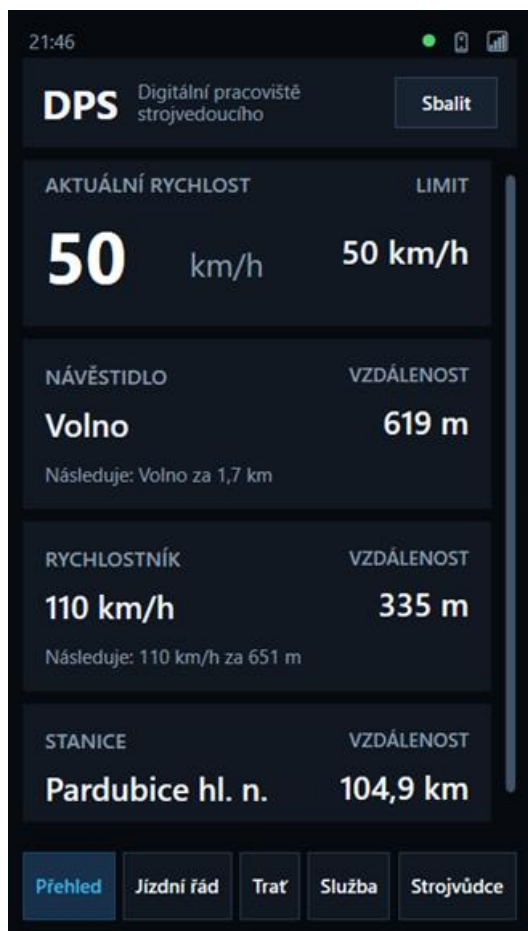 21:46
DPS Digitální pracoviště
strojvedoucího
Sbalit
AKTUÁLNÍ RYCHLOST LIMIT
50 km/h 50 km/h
NÁVĚSTIDLO VZDÁLENOST
Volno 619 m
Následuje: Volno za 1,7 km
RYCHLOSTNÍK VZDÁLENOST
110 km/h 335 m
Následuje: 110 km/h za 651 m
STANICE VZDÁLENOST
Pardubice hl. n. 104,9 km
Přehled Jízdní řád Trať Služba Strojvůdce